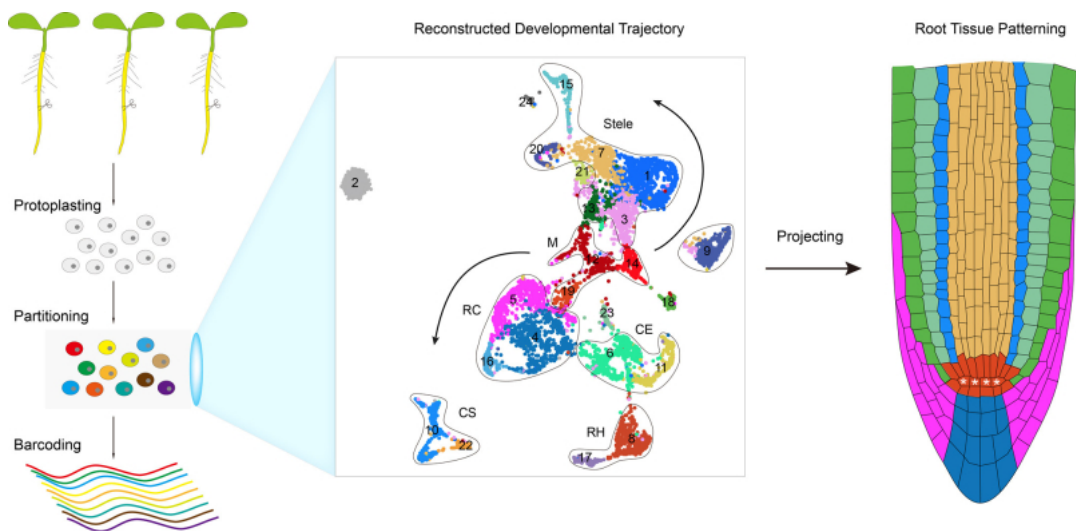 Reconstructed Developmental Trajectory
Root Tissue Patterning
Protoplasting
Partitioning
Barcoding
15
24
Stele
20
7
21
1
2
3
M
14
9
Projecting
19
18
5
RC
23
4
CE
6
16
11
CS
10
22
RH
8
17